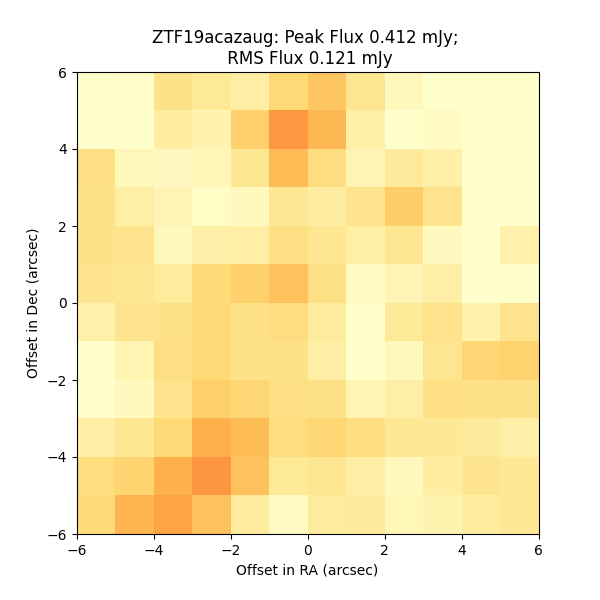 ZTF19acazaug: Peak Flux 0.412 mJy;
RMS Flux 0.121 mJy
6
4
2
0
−2
−4
−6
Offset in Dec (arcsec)
−6 −4 −2 0 2 4 6
Offset in RA (arcsec)